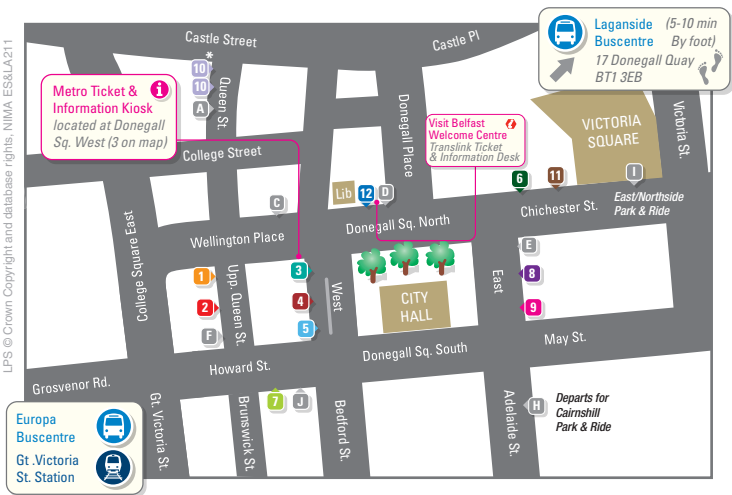 LPS © Crown Copyright and database rights, NIMA ES&LA211
Castle Street
Castle Pl
Laganside
Buscentre
(5-10 min
By foot)
17 Donegall Quay
BT1 3EB
*
10
10
A
Queen St.
Metro Ticket &
Information Kiosk
i
located at Donegall
Sq. West (3 on map)
College Street
Donegall Place
Visit Belfast
Welcome Centre
Translink Ticket
& Information Desk
VICTORIA
SQUARE
Victoria St.
6
11
I
East/Northside
Park & Ride
Chichester St.
Lib
12
D
C
Donegall Sq. North
Wellington Place
College Square East
1
2
F
Upp. Queen St.
3
4
5
West
CITY
HALL
East
E
8
9
May St.
Donegall Sq. South
Howard St.
Grosvenor Rd.
Gt. Victoria St.
Brunswick St.
7
J
Bedford St.
Adelaide St.
H
Departs for
Cairnshill
Park & Ride
Europa
Buscentre
Gt .Victoria
St. Station